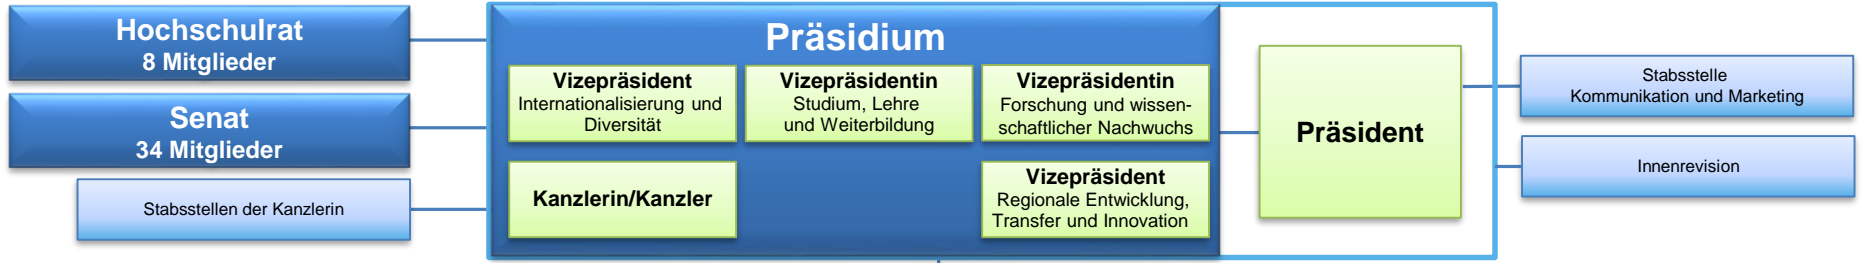 Hochschulrat
8 Mitglieder
Senat
34 Mitglieder
Stabsstellen der Kanzlerin
Präsidium
Vizepräsident
Internationalisierung und
Diversität
Vizepräsidentin
Studium, Lehre
und Weiterbildung
Vizepräsidentin
Forschung und wissen-
schaftlicher Nachwuchs
Kanzlerin/Kanzler
Vizepräsident
Regionale Entwicklung,
Transfer und Innovation
Präsident
Stabsstelle
Kommunikation und Marketing
Innenrevision